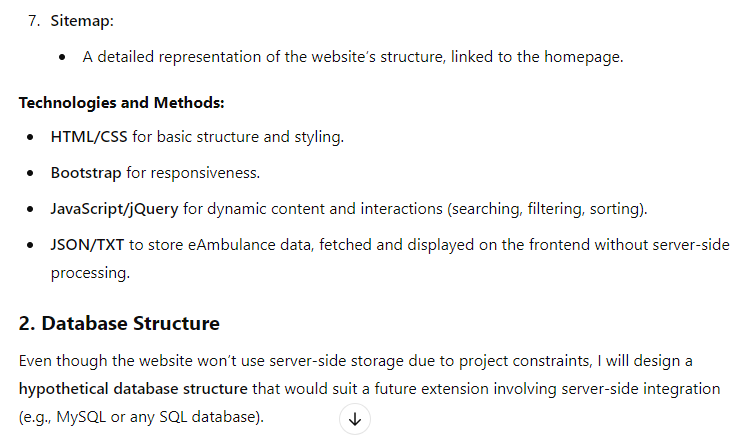 7. Sitemap:
• A detailed representation of the website's structure, linked to the homepage.
Technologies and Methods:
• HTML/CSS for basic structure and styling.
• Bootstrap for responsiveness.
• JavaScript/jQuery for dynamic content and interactions (searching, filtering, sorting).
• JSON/TXT to store eAmbulance data, fetched and displayed on the frontend without server-side
processing.
2. Database Structure
Even though the website won't use server-side storage due to project constraints, I will design a
hypothetical database structure that would suit a future extension involving server-side integration
(e.g., MySQL or any SQL database).